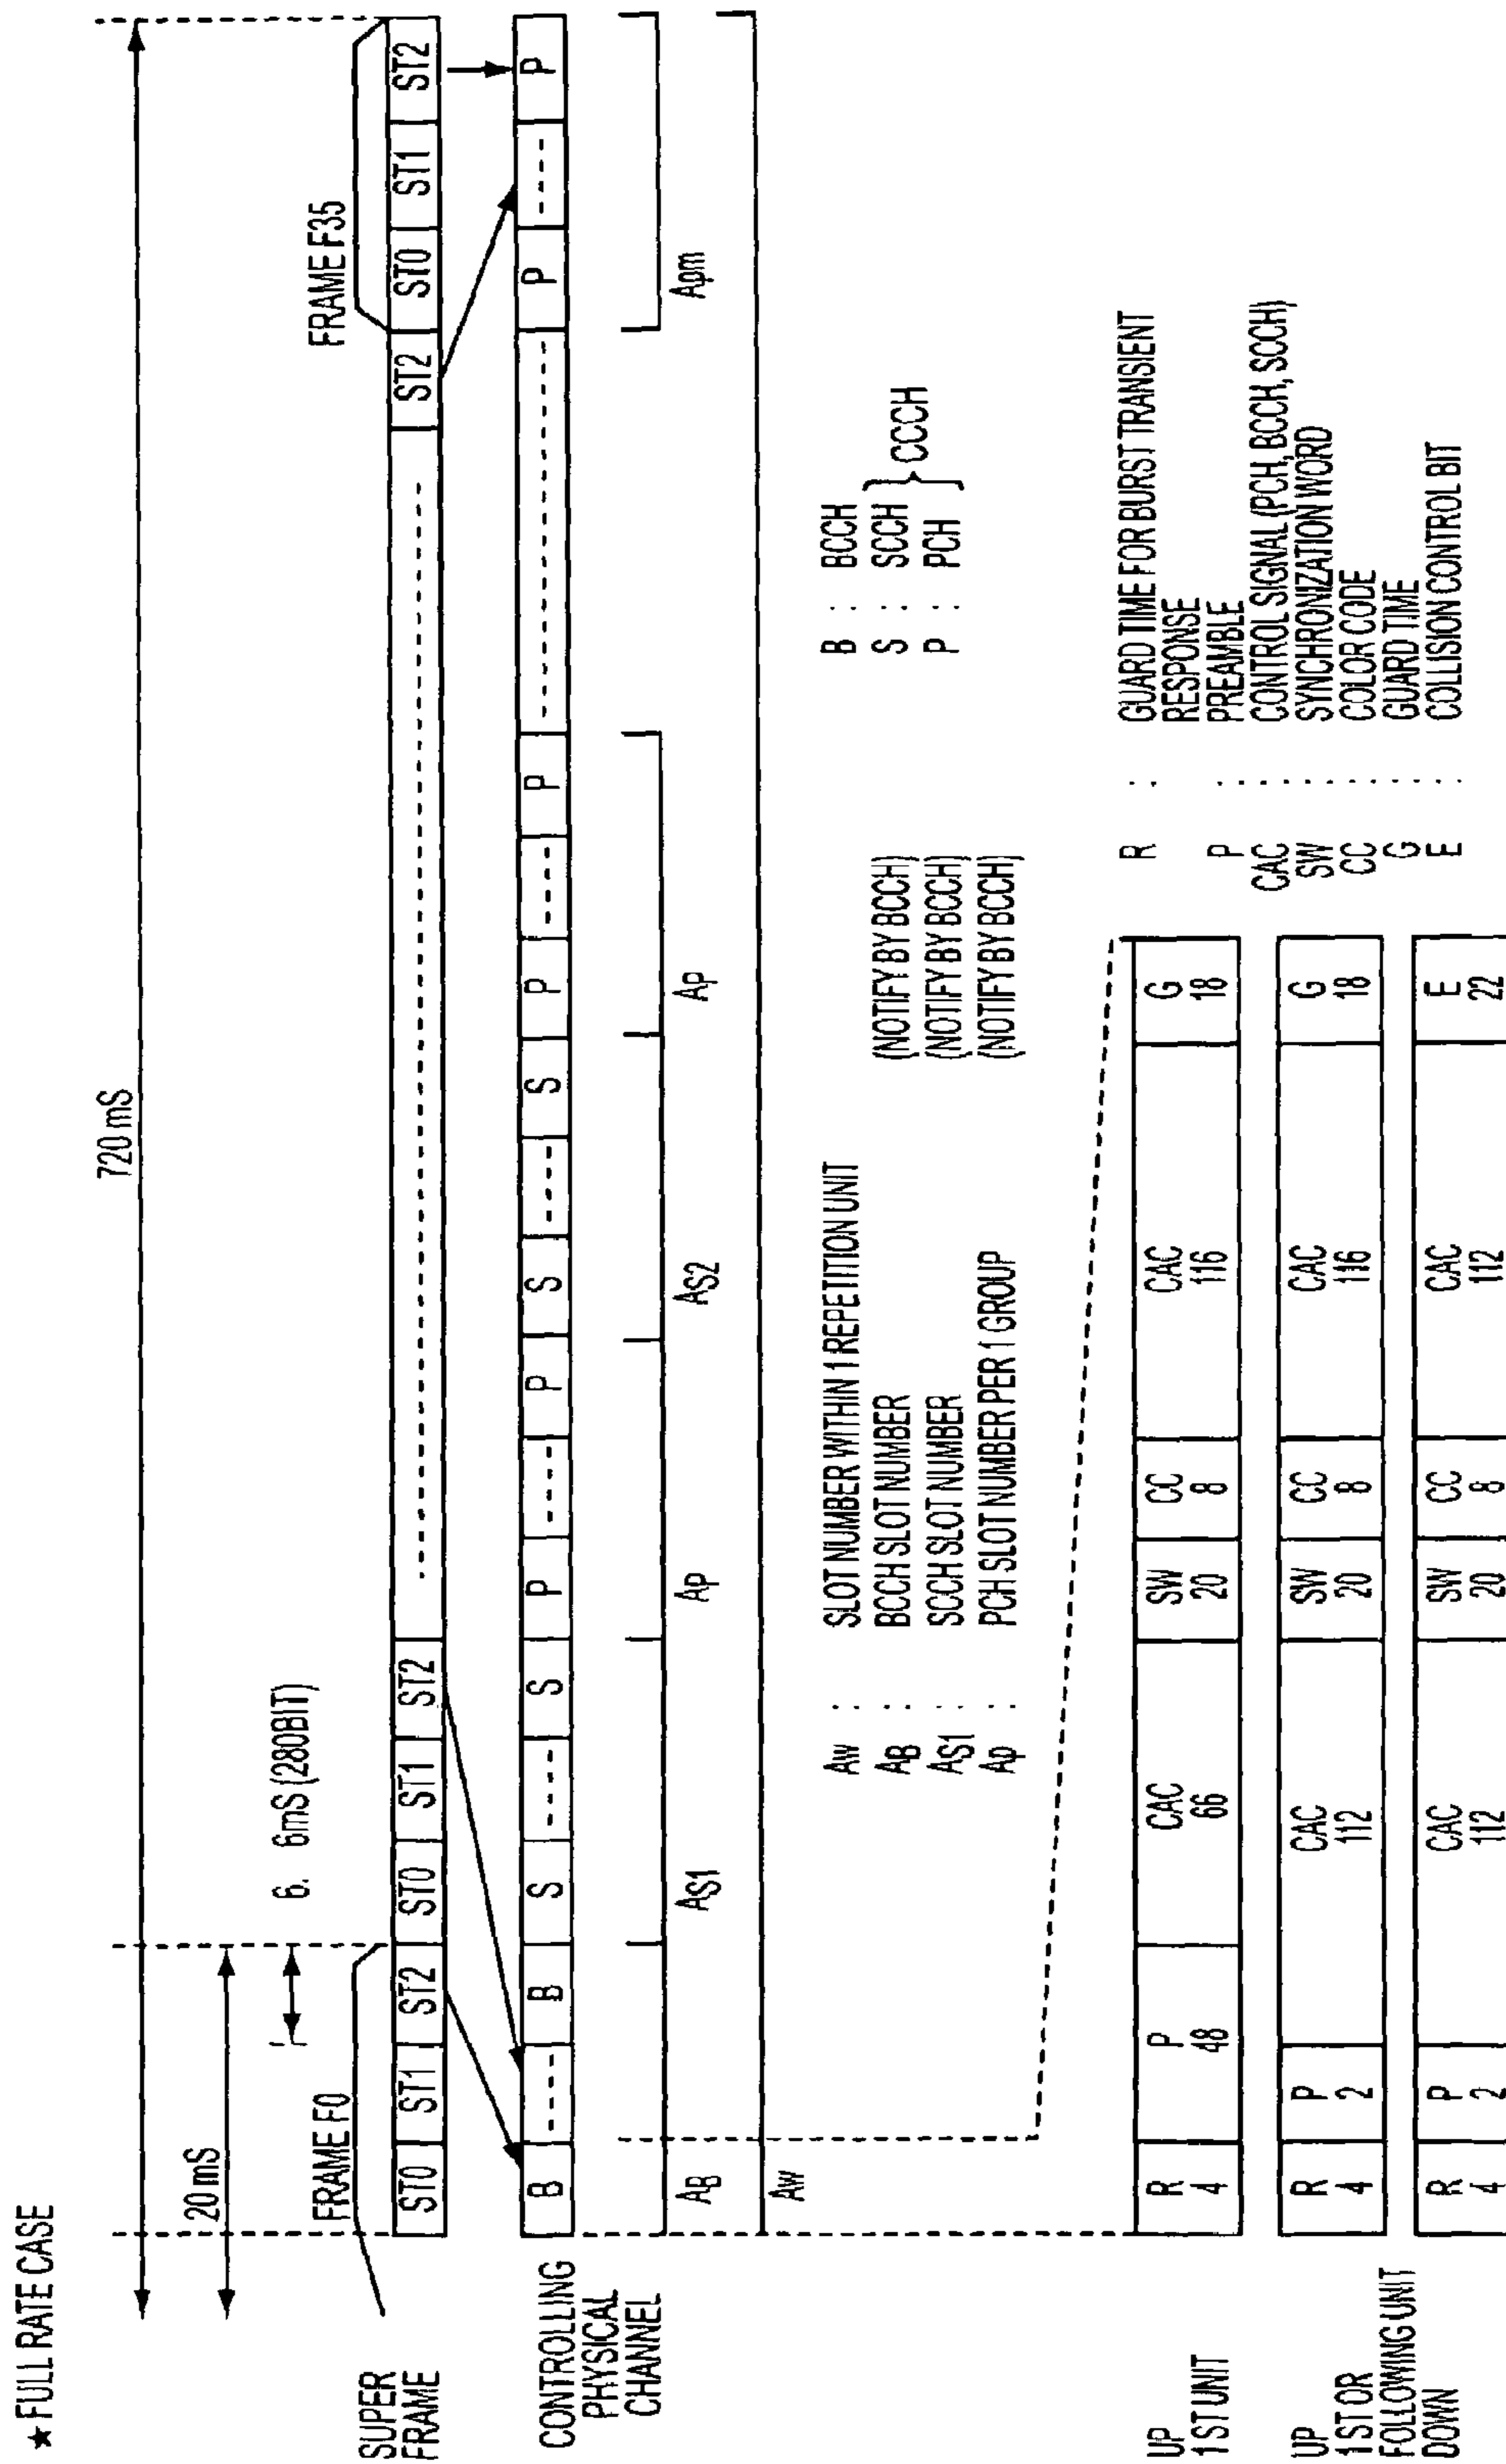 ★ FULL RATE CASE
720 mS
20 mS
6. 6mS (280BIT)
FRAME F0
FRAME F35
SUPER
FRAME
ST0 ST1 ST2 ST0 ST1 ST2 ST2 ST0 ST1 ST2
CONTROLLING
PHYSICAL
CHANNEL
B B S S P P S S P P P P
AB AS1 Ap AS2 Ap Apm
Aw
Aw : SLOT NUMBER WITHIN 1 REPETITION UNIT
AB : BCCH SLOT NUMBER (NOTIFY BY BCCH)
AS1 : SCCH SLOT NUMBER (NOTIFY BY BCCH)
Ap : PCH SLOT NUMBER PER 1 GROUP (NOTIFY BY BCCH)
B : BCCH
S : SCCH
P : PCH
CCCH
UP
1 ST UNIT
R P CAC SW CC CAC G
4 48 66 20 8 116 18
UP
1 ST OR
FOLLOWING UNIT
R P CAC SW CC CAC G
4 2 112 20 8 116 18
DOWN
R P CAC SW CC CAC E
4 2 112 20 8 112 22
R : GUARD TIME FOR BURST TRANSIENT
RESPONSE
P : PREAMBLE
CAC : CONTROL SIGNAL (PCH, BCCH, SCCH)
SW : SYNCHRONIZATION WORD
CC : COLOR CODE
G : GUARD TIME
E : COLLISION CONTROL BIT